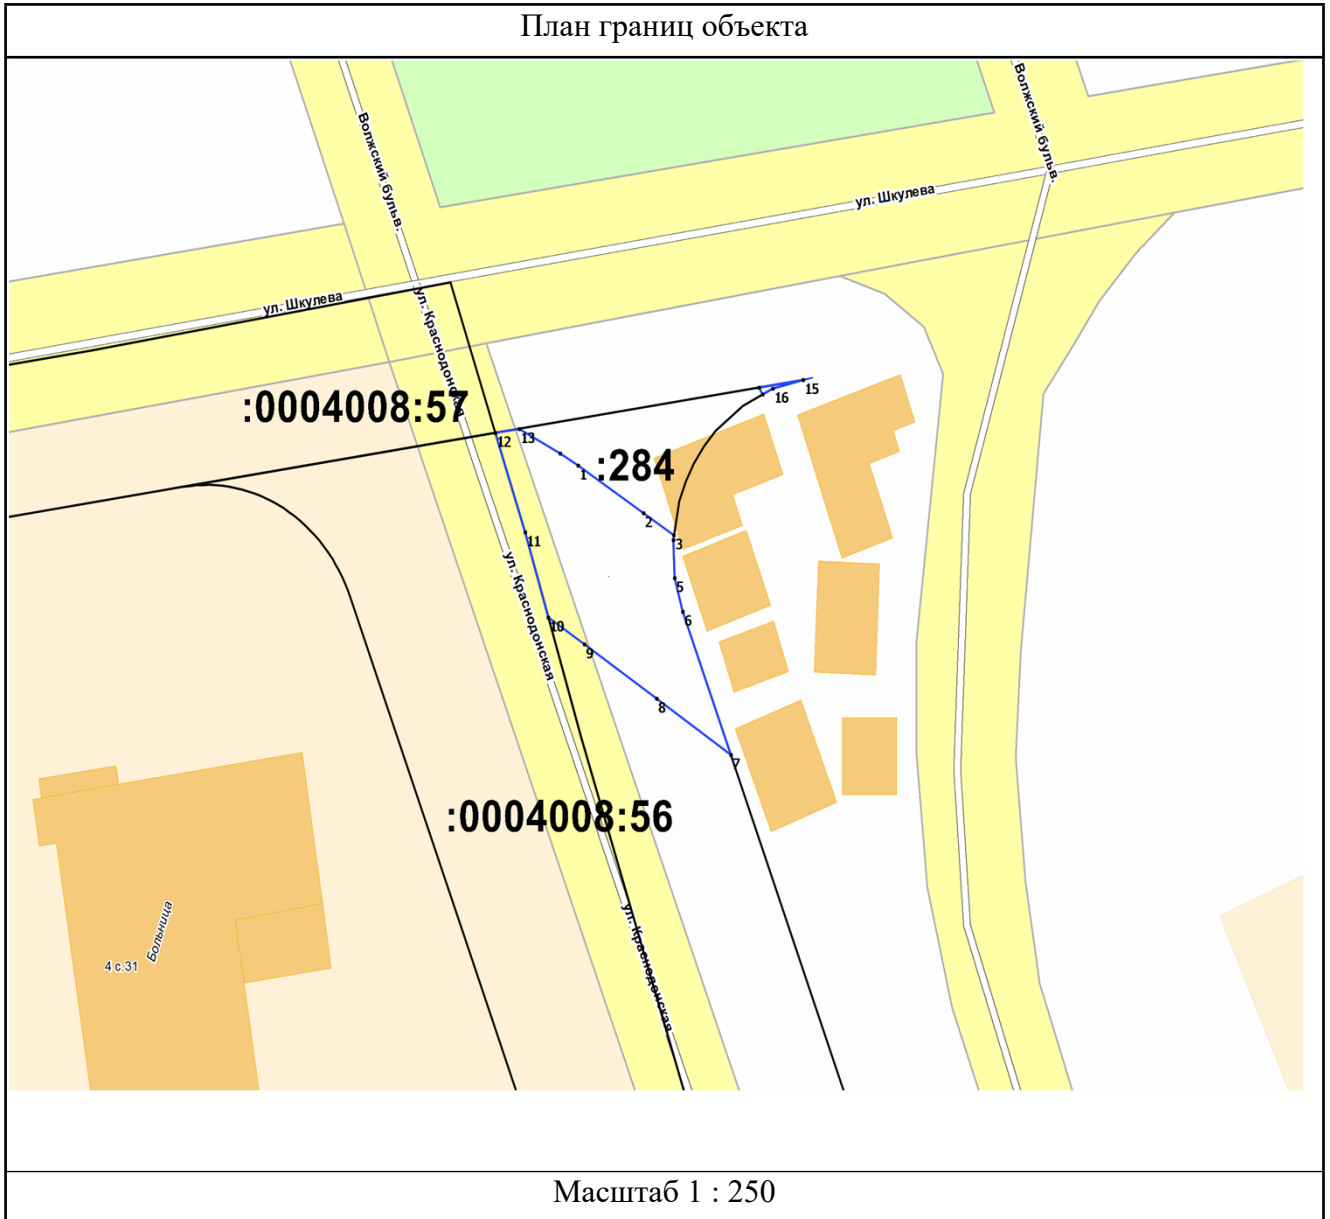 План границ объекта
Волжский бульв.
Волжский бульв.
ул. Шкулева
ул. Шкулева
ул. Краснодонская
15
16
:0004008:57
12
13
:284
1
2
3
11
5
6
ул. Краснодонская
10
9
8
7
:0004008:56
Больница
4 с.31
ул. Краснодонская
Масштаб 1 : 250